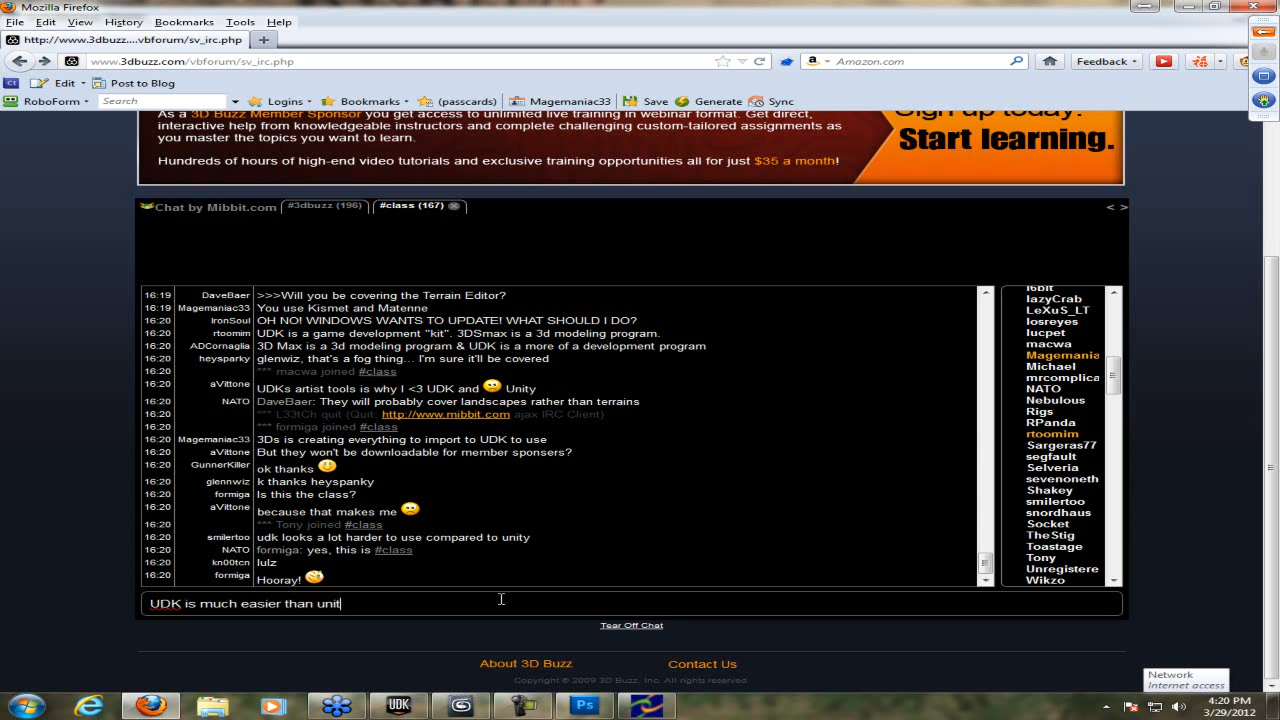 Mozilla Firefox
File Edit View History Bookmarks Tools Help
http://www.3dbuzz....vbforum/sv_irc.php
www.3dbuzz.com/vbforum/sv_irc.php
Amazon.com
Feedback
Edit Post to Blog
RoboForm Search Logins Bookmarks (passcards) Magemaniac33 Save Generate Sync
As a 3D Buzz Member Sponsor you get access to unlimited live training in webinar format. Get direct,
interactive help from knowledgeable instructors and complete challenging custom-tailored assignments as
you master the topics you want to learn.
Hundreds of hours of high-end video tutorials and exclusive training opportunities all for just $35 a month!
Sign up today!
Start learning.
Chat by Mibbit.com #3dbuzz (196) #class (167) < >
16:19 DaveBaer >>>Will you be covering the Terrain Editor?
16:19 Magemaniac33 You use Kismet and Matenne
16:20 IronSoul OH NO! WINDOWS WANTS TO UPDATE! WHAT SHOULD I DO?
16:20 rtoomim UDK is a game development "kit". 3DSmax is a 3d modeling program.
16:20 ADCornaglia 3D Max is a 3d modeling program & UDK is a more of a development program
16:20 heysparky glenwiz, that's a fog thing... I'm sure it'll be covered
16:20 *** macwa joined #class
16:20 aVittone UDKs artist tools is why I <3 UDK and Unity
16:20 NATO DaveBaer: They will probably cover landscapes rather than terrains
16:20 *** L33tCh quit (Quit: http://www.mibbit.com ajax IRC Client)
16:20 *** formiga joined #class
16:20 Magemaniac33 3Ds is creating everything to import to UDK to use
16:20 aVittone But they won't be downloadable for member sponsers?
16:20 GunnerKiller ok thanks
16:20 glennwiz k thanks heyspanky
16:20 formiga Is this the class?
16:20 aVittone because that makes me
16:20 *** Tony joined #class
16:20 smilertoo udk looks a lot harder to use compared to unity
16:20 NATO formiga: yes, this is #class
16:20 kn00tcn lulz
16:20 formiga Hooray!
l6bit
lazyCrab
LeXuS_LT
losreyes
lucpet
macwa
Magemania
Michael
mrcomplica
NATO
Nebulous
Rigs
RPanda
rtoomim
Sargeras77
segfault
Selveria
sevenoneth
Shakey
smilertoo
snordhaus
Socket
TheStig
Toastage
Tony
Unregistere
Wikzo
UDK is much easier than unit
Tear Off Chat
About 3D Buzz Contact Us
Copyright © 2009 3D Buzz, Inc. All rights reserved.
Network
Internet access
UDK
Ps
4:20 PM
3/29/2012